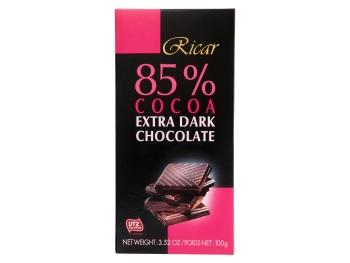 Ricar
85%
COCOA
EXTRA DARK
CHOCOLATE
UTZ
NET WEIGHT: 3.52 OZ/POIDS NET: 100g